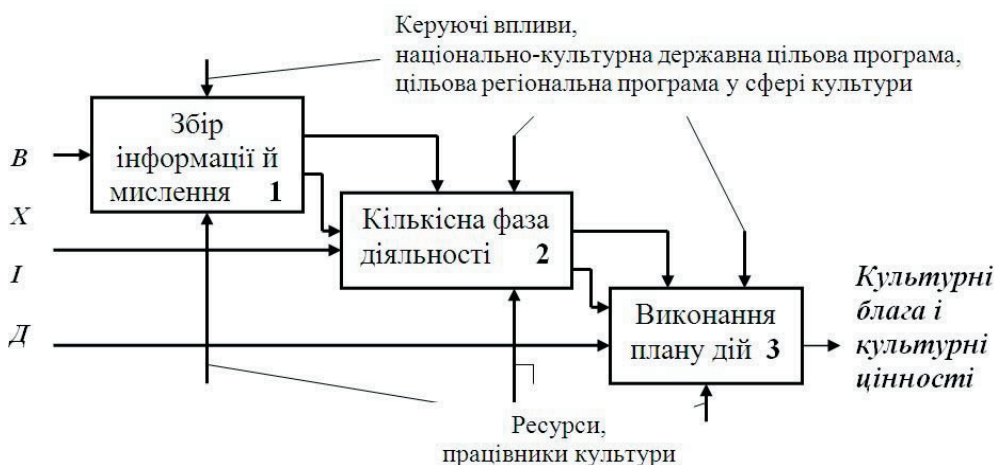 Керуючі впливи,
національно-культурна державна цільова програма,
цільова регіональна програма у сфері культури
Збір
інформації й
мислення 1
В
Х
І
Д
Кількісна фаза
діяльності 2
Виконання
плану дій 3
Культурні
блага і
культурні
цінності
Ресурси,
працівники культури